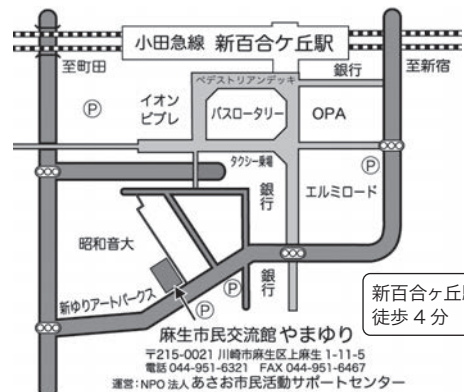 小田急線 新百合ケ丘駅
至町田
至新宿
銀行
ペデストリアンデッキ
イオン
ビブレ
バスロータリー
OPA
P
タクシー乗場
P
銀行
エルミロード
昭和音大
新ゆりアートパークス
銀行
P
P
新百合ヶ丘
徒歩 4 分
麻生市民交流館 やまゆり
〒215-0021 川崎市麻生区上麻生 1-11-5
電話 044-951-6321 FAX 044-951-6467
運営:NPO 法人 あさお市民活動サポートセンター